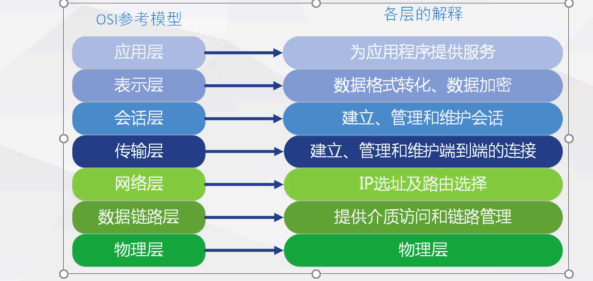 OSI参考模型
各层的解释
应用层
为应用程序提供服务
表示层
数据格式转化、数据加密
会话层
建立、管理和维护会话
传输层
建立、管理和维护端到端的连接
网络层
IP选址及路由选择
数据链路层
提供介质访问和链路管理
物理层
物理层